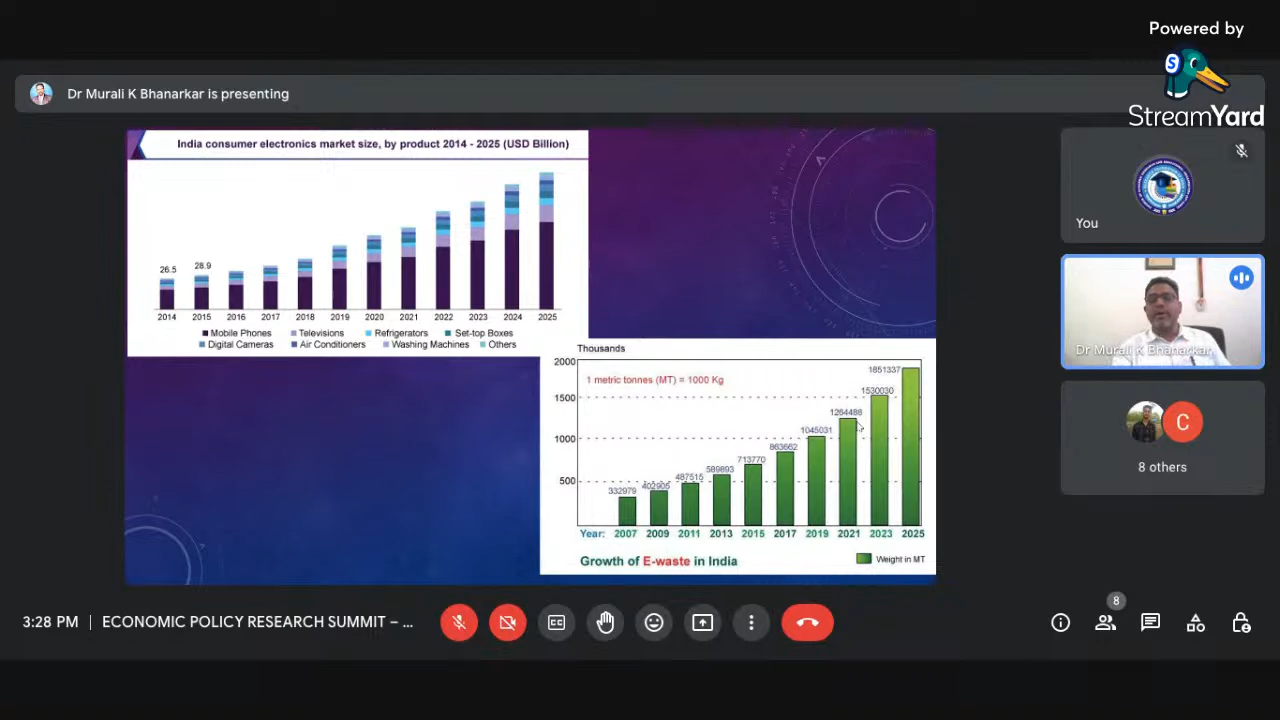 Powered by
StreamYard
Dr Murali K Bhanarkar is presenting
India consumer electronics market size, by product 2014 - 2025 (USD Billion)
26.5 28.9
2014 2015 2016 2017 2018 2019 2020 2021 2022 2023 2024 2025
Mobile Phones Televisions Refrigerators Set-top Boxes
Digital Cameras Air Conditioners Washing Machines Others
Thousands
2000
1500
1000
500
1 metric tonnes (MT) = 1000 Kg
332979 402905 487515 589893 713770 863662 1045031 1264488 1530030 1851337
Year: 2007 2009 2011 2013 2015 2017 2019 2021 2023 2025
Growth of E-waste in India
Weight in MT
You
Dr Murali K Bhanarkar
C
8 others
3:28 PM | ECONOMIC POLICY RESEARCH SUMMIT – ...
CC
8